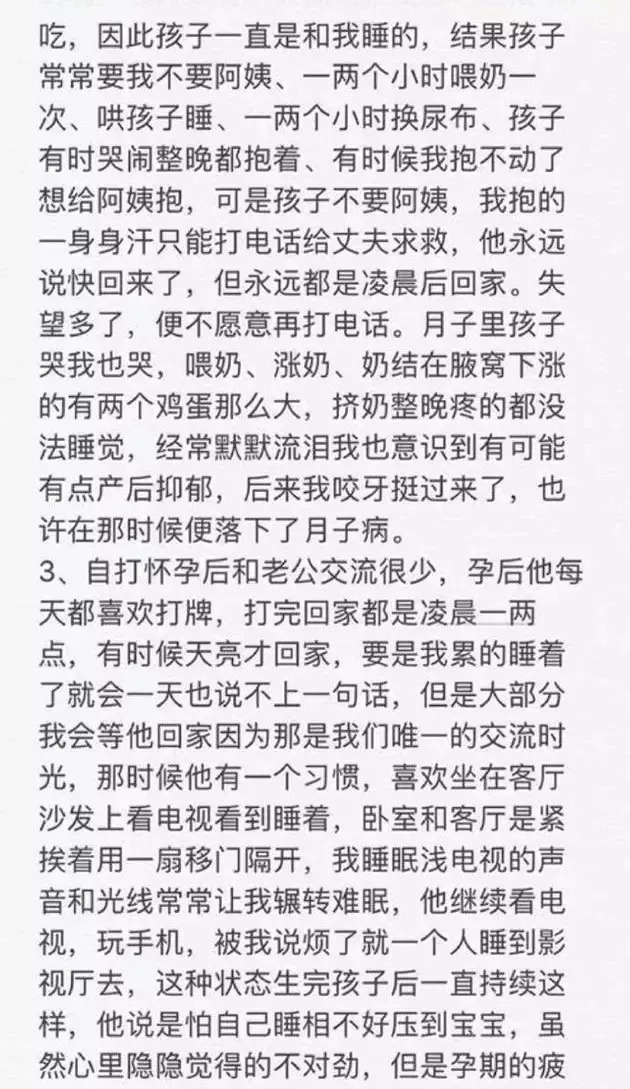 吃，因此孩子一直是和我睡的，结果孩子
常常要我不要阿姨、一两个小时喂奶一
次、哄孩子睡、一两个小时换尿布、孩子
有时哭闹整晚都抱着、有时候我抱不动了
想给阿姨抱，可是孩子不要阿姨，我抱的
一身身汗只能打电话给丈夫求救，他永远
说快回来了，但永远都是凌晨后回家。失
望多了，便不愿意再打电话。月子里孩子
哭我也哭，喂奶、涨奶、奶结在腋窝下涨
的有两个鸡蛋那么大，挤奶整晚疼的都没
法睡觉，经常默默流泪我也意识到有可能
有点产后抑郁，后来我咬牙挺过来了，也
许在那时候便落下了月子病。
3、自打怀孕后和老公交流很少，孕后他每
天都喜欢打牌，打完回家都是凌晨一两
点，有时候天亮才回家，要是我累的睡着
了就会一天也说不上一句话，但是大部分
我会等他回家因为那是我们唯一的交流时
光，那时候他有一个习惯，喜欢坐在客厅
沙发上看电视看到睡着，卧室和客厅是紧
挨着用一扇移门隔开，我睡眠浅电视的声
音和光线常常让我辗转难眠，他继续看电
视，玩手机，被我说烦了就一个人睡到影
视厅去，这种状态生完孩子后一直持续这
样，他说是怕自己睡相不好压到宝宝，虽
然心里隐隐觉得的不对劲，但是孕期的疲